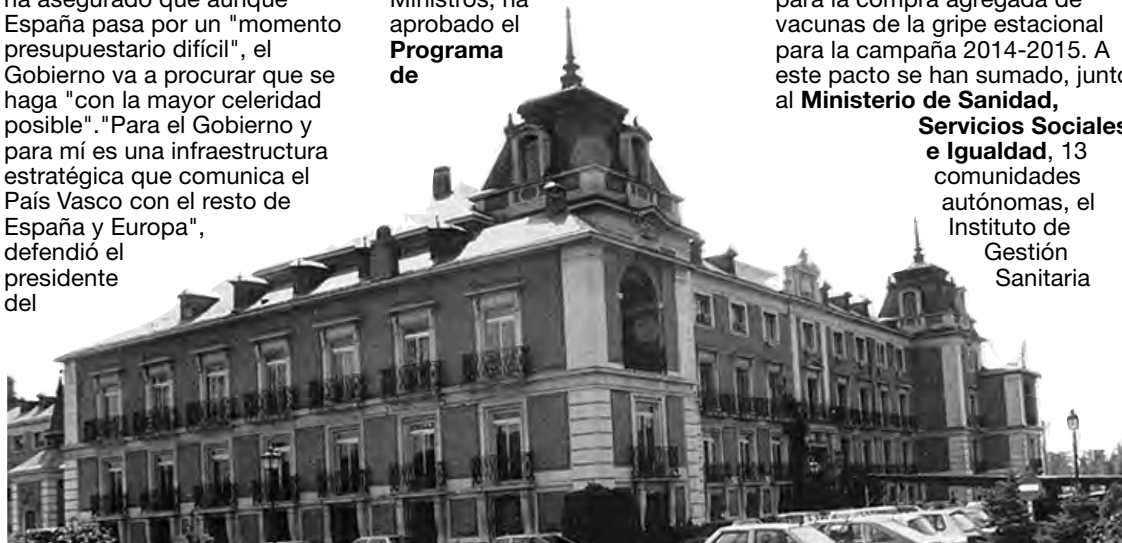 ha asegurado que aunque
España pasa por un "momento
presupuestario difícil", el
Gobierno va a procurar que se
haga "con la mayor celeridad
posible"."Para el Gobierno y
para mí es una infraestructura
estratégica que comunica el
País Vasco con el resto de
España y Europa",
defendió el
presidente
del
Ministros, ha
aprobado el
Programa
de
para la compra agregada de
vacunas de la gripe estacional
para la campaña 2014-2015. A
este pacto se han sumado, junto
al Ministerio de Sanidad,
Servicios Sociales
e Igualdad, 13
comunidades
autónomas, el
Instituto de
Gestión
Sanitaria